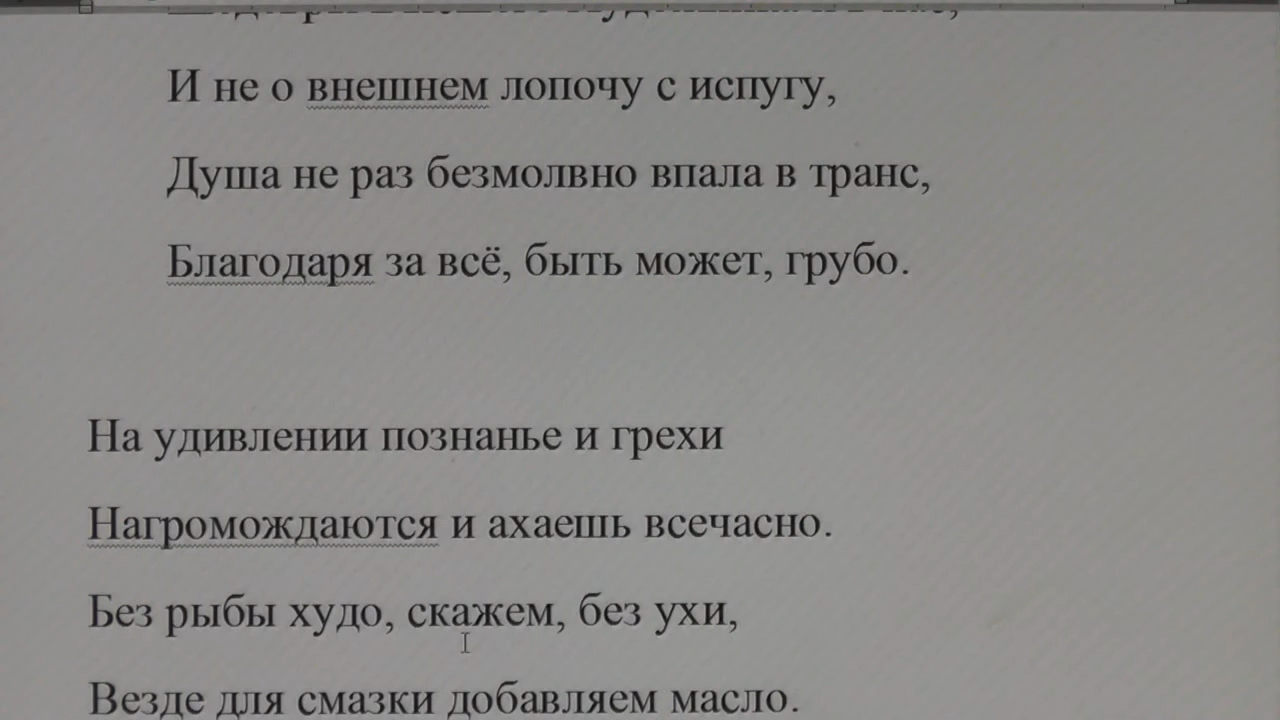 И не о внешнем лопочу с испугу,
Душа не раз безмолвно впала в транс,
Благодаря за всё, быть может, грубо.
На удивлении познанье и грехи
Нагромождаются и ахаешь всечасно.
Без рыбы худо, скажем, без ухи,
Везде для смазки добавляем масло.